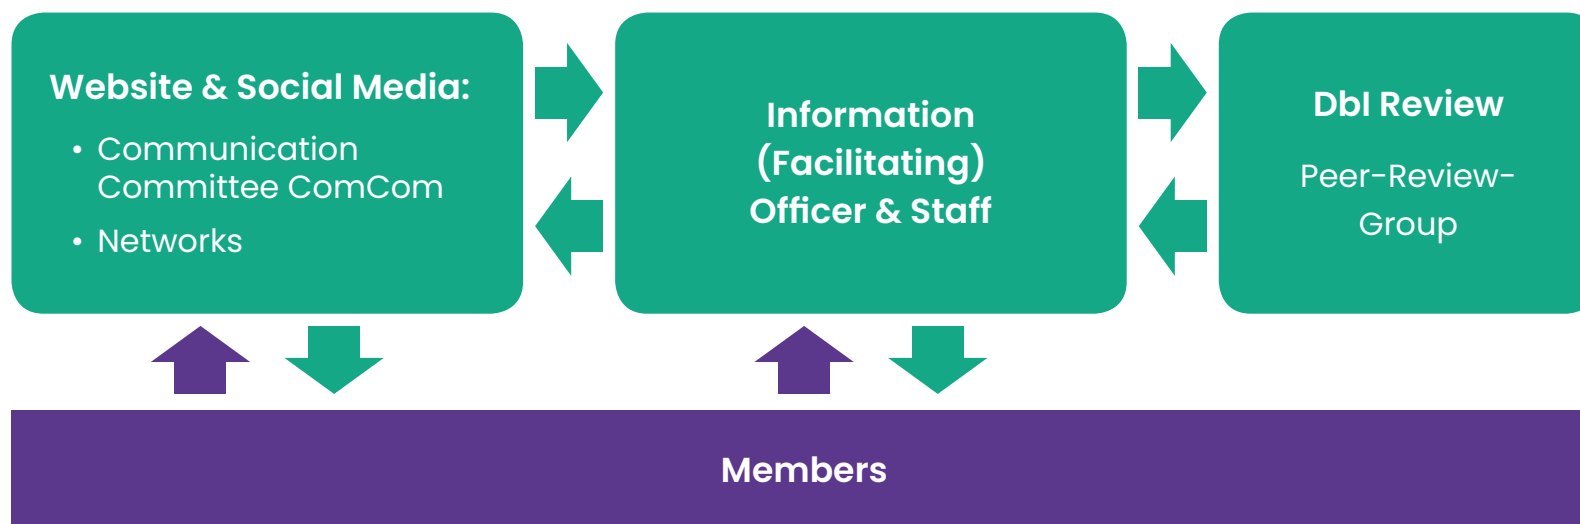 Website & Social Media:
• Communication
Committee ComCom
• Networks
Information
(Facilitating)
Officer & Staff
DbI Review
Peer-Review-
Group
Members